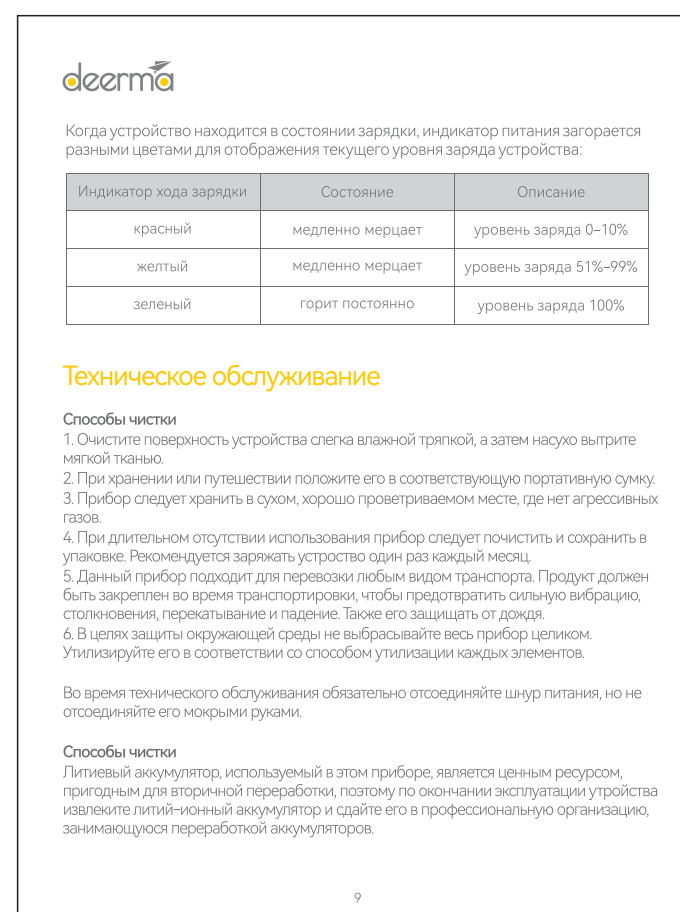 deerma
Когда устройство находится в состоянии зарядки, индикатор питания загорается
разными цветами для отображения текущего уровня заряда устройства:
Индикатор хода зарядки Состояние Описание
красный медленно мерцает уровень заряда 0–10%
желтый медленно мерцает уровень заряда 51%–99%
зеленый горит постоянно уровень заряда 100%
Техническое обслуживание
Способы чистки
1. Очистите поверхность устройства слегка влажной тряпкой, а затем насухо вытрите
мягкой тканью.
2. При хранении или путешествии положите его в соответствующую портативную сумку.
3. Прибор следует хранить в сухом, хорошо проветриваемом месте, где нет агрессивных
газов.
4. При длительном отсутствии использования прибор следует почистить и сохранить в
упаковке. Рекомендуется заряжать устроство один раз каждый месяц.
5. Данный прибор подходит для перевозки любым видом транспорта. Продукт должен
быть закреплен во время транспортировки, чтобы предотвратить сильную вибрацию,
столкновения, перекатывание и падение. Также его защищать от дождя.
6. В целях защиты окружающей среды не выбрасывайте весь прибор целиком.
Утилизируйте его в соответствии со способом утилизации каждых элементов.
Во время технического обслуживания обязательно отсоединяйте шнур питания, но не
отсоединяйте его мокрыми руками.
Способы чистки
Литиевый аккумулятор, используемый в этом приборе, является ценным ресурсом,
пригодным для вторичной переработки, поэтому по окончании эксплуатации утройства
извлеките литий-ионный аккумулятор и сдайте его в профессиональную организацию,
занимающуюся переработкой аккумуляторов.
9